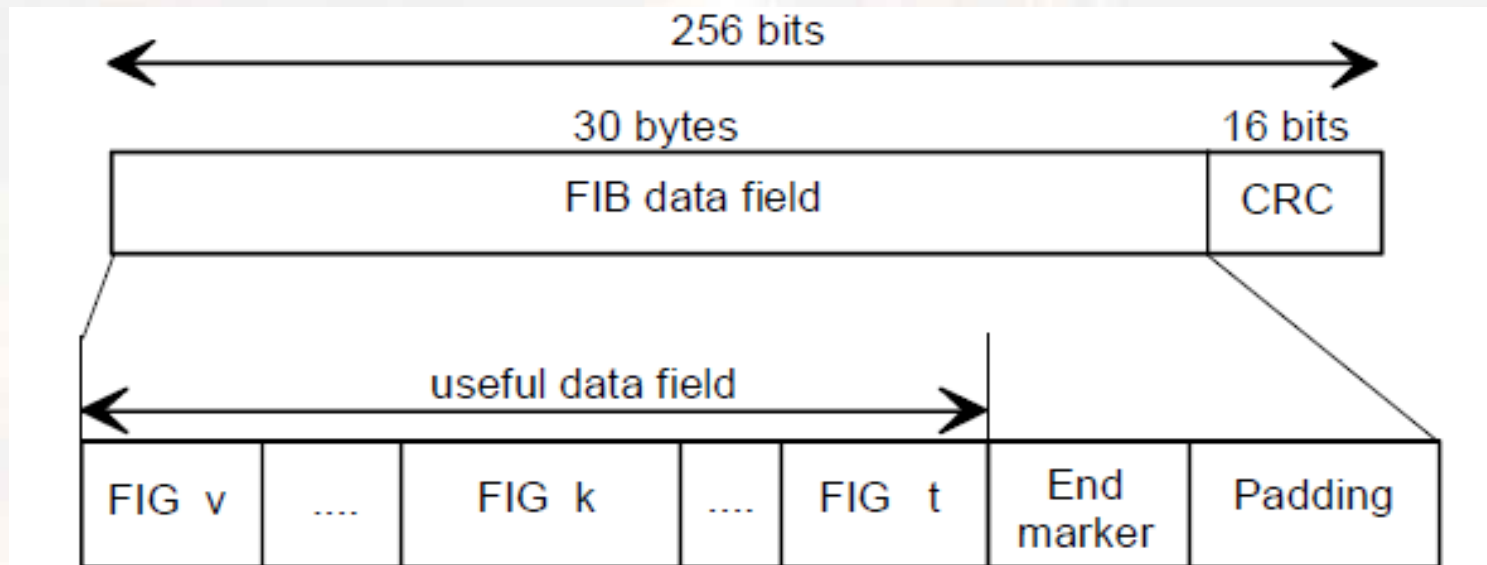 256 bits
30 bytes 16 bits
FIB data field CRC
useful data field
FIG v .... FIG k .... FIG t End marker Padding